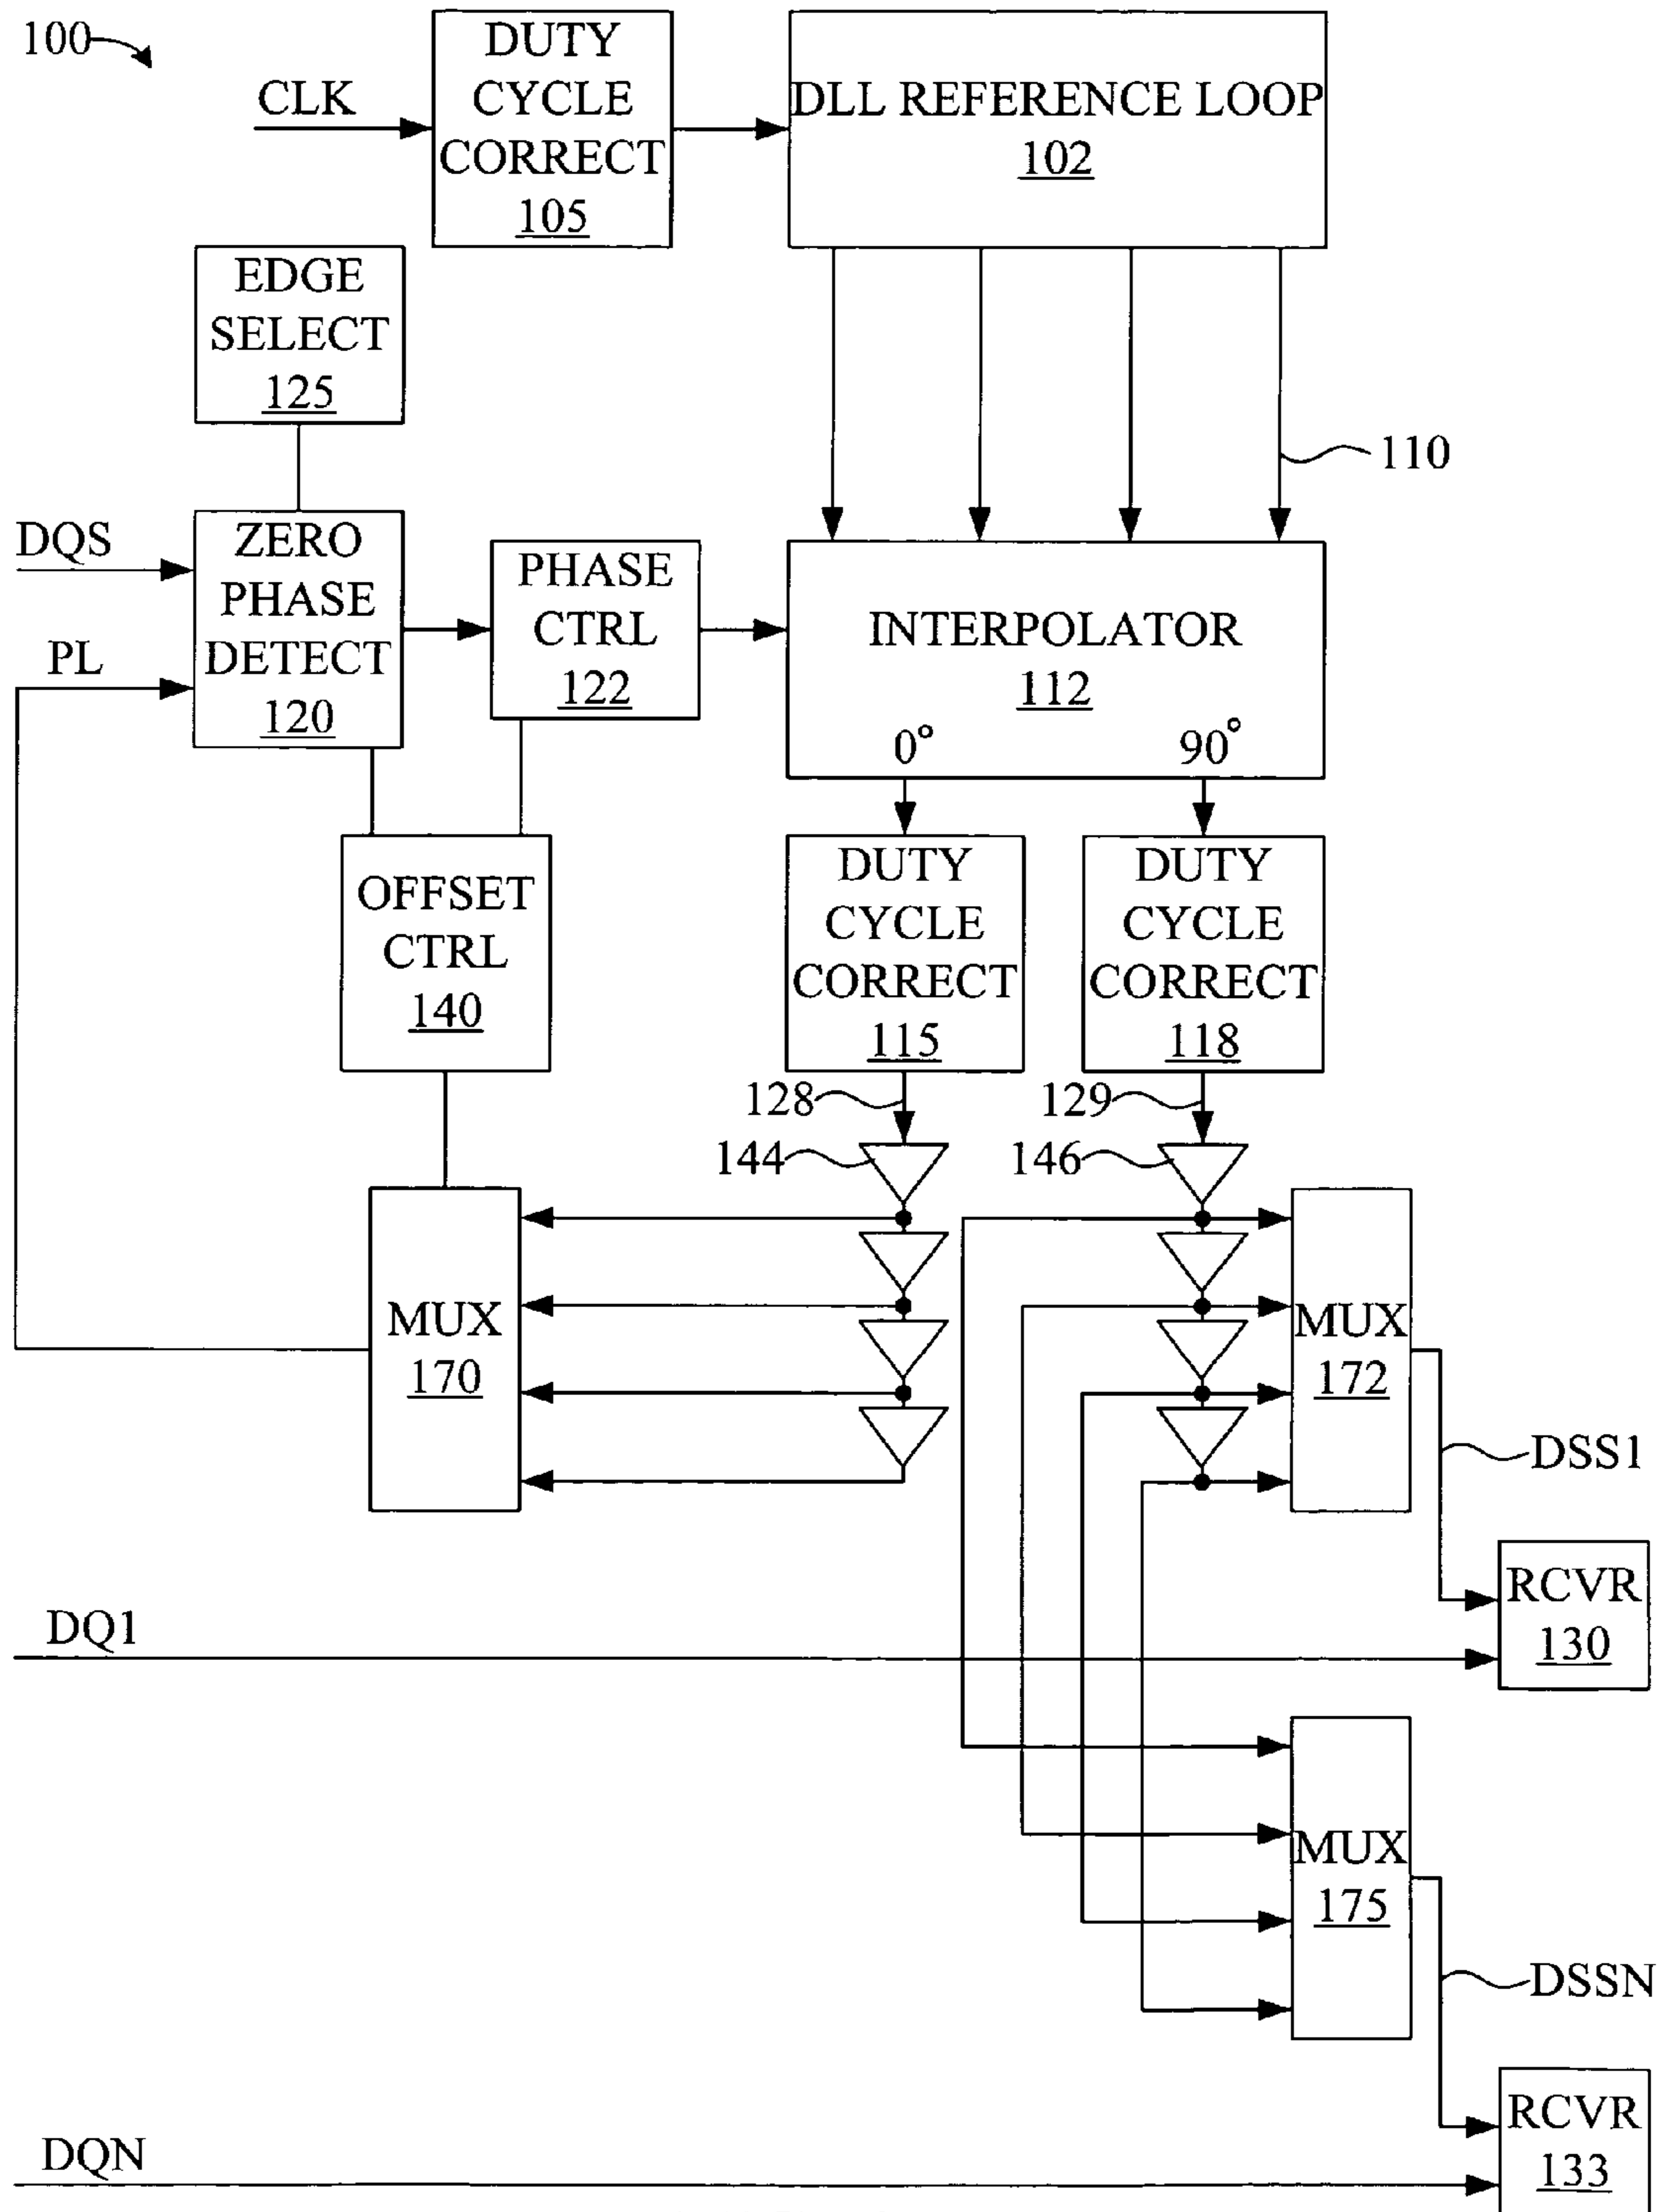 100
CLK
DUTY
CYCLE
CORRECT
105
DLL REFERENCE LOOP
102
EDGE
SELECT
125
110
DQS
PL
ZERO
PHASE
DETECT
120
PHASE
CTRL
122
INTERPOLATOR
112
0° 90°
OFFSET
CTRL
140
DUTY
CYCLE
CORRECT
115
DUTY
CYCLE
CORRECT
118
128
129
144
146
MUX
170
MUX
172
DSS1
RCVR
130
DQ1
MUX
175
DSSN
RCVR
133
DQN